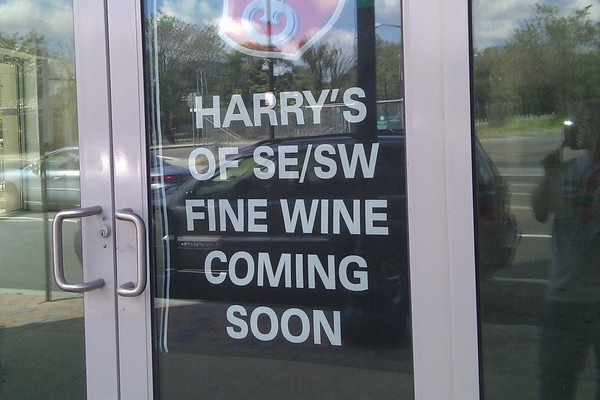 HARRY'S
OF SE/SW
FINE WINE
COMING
SOON